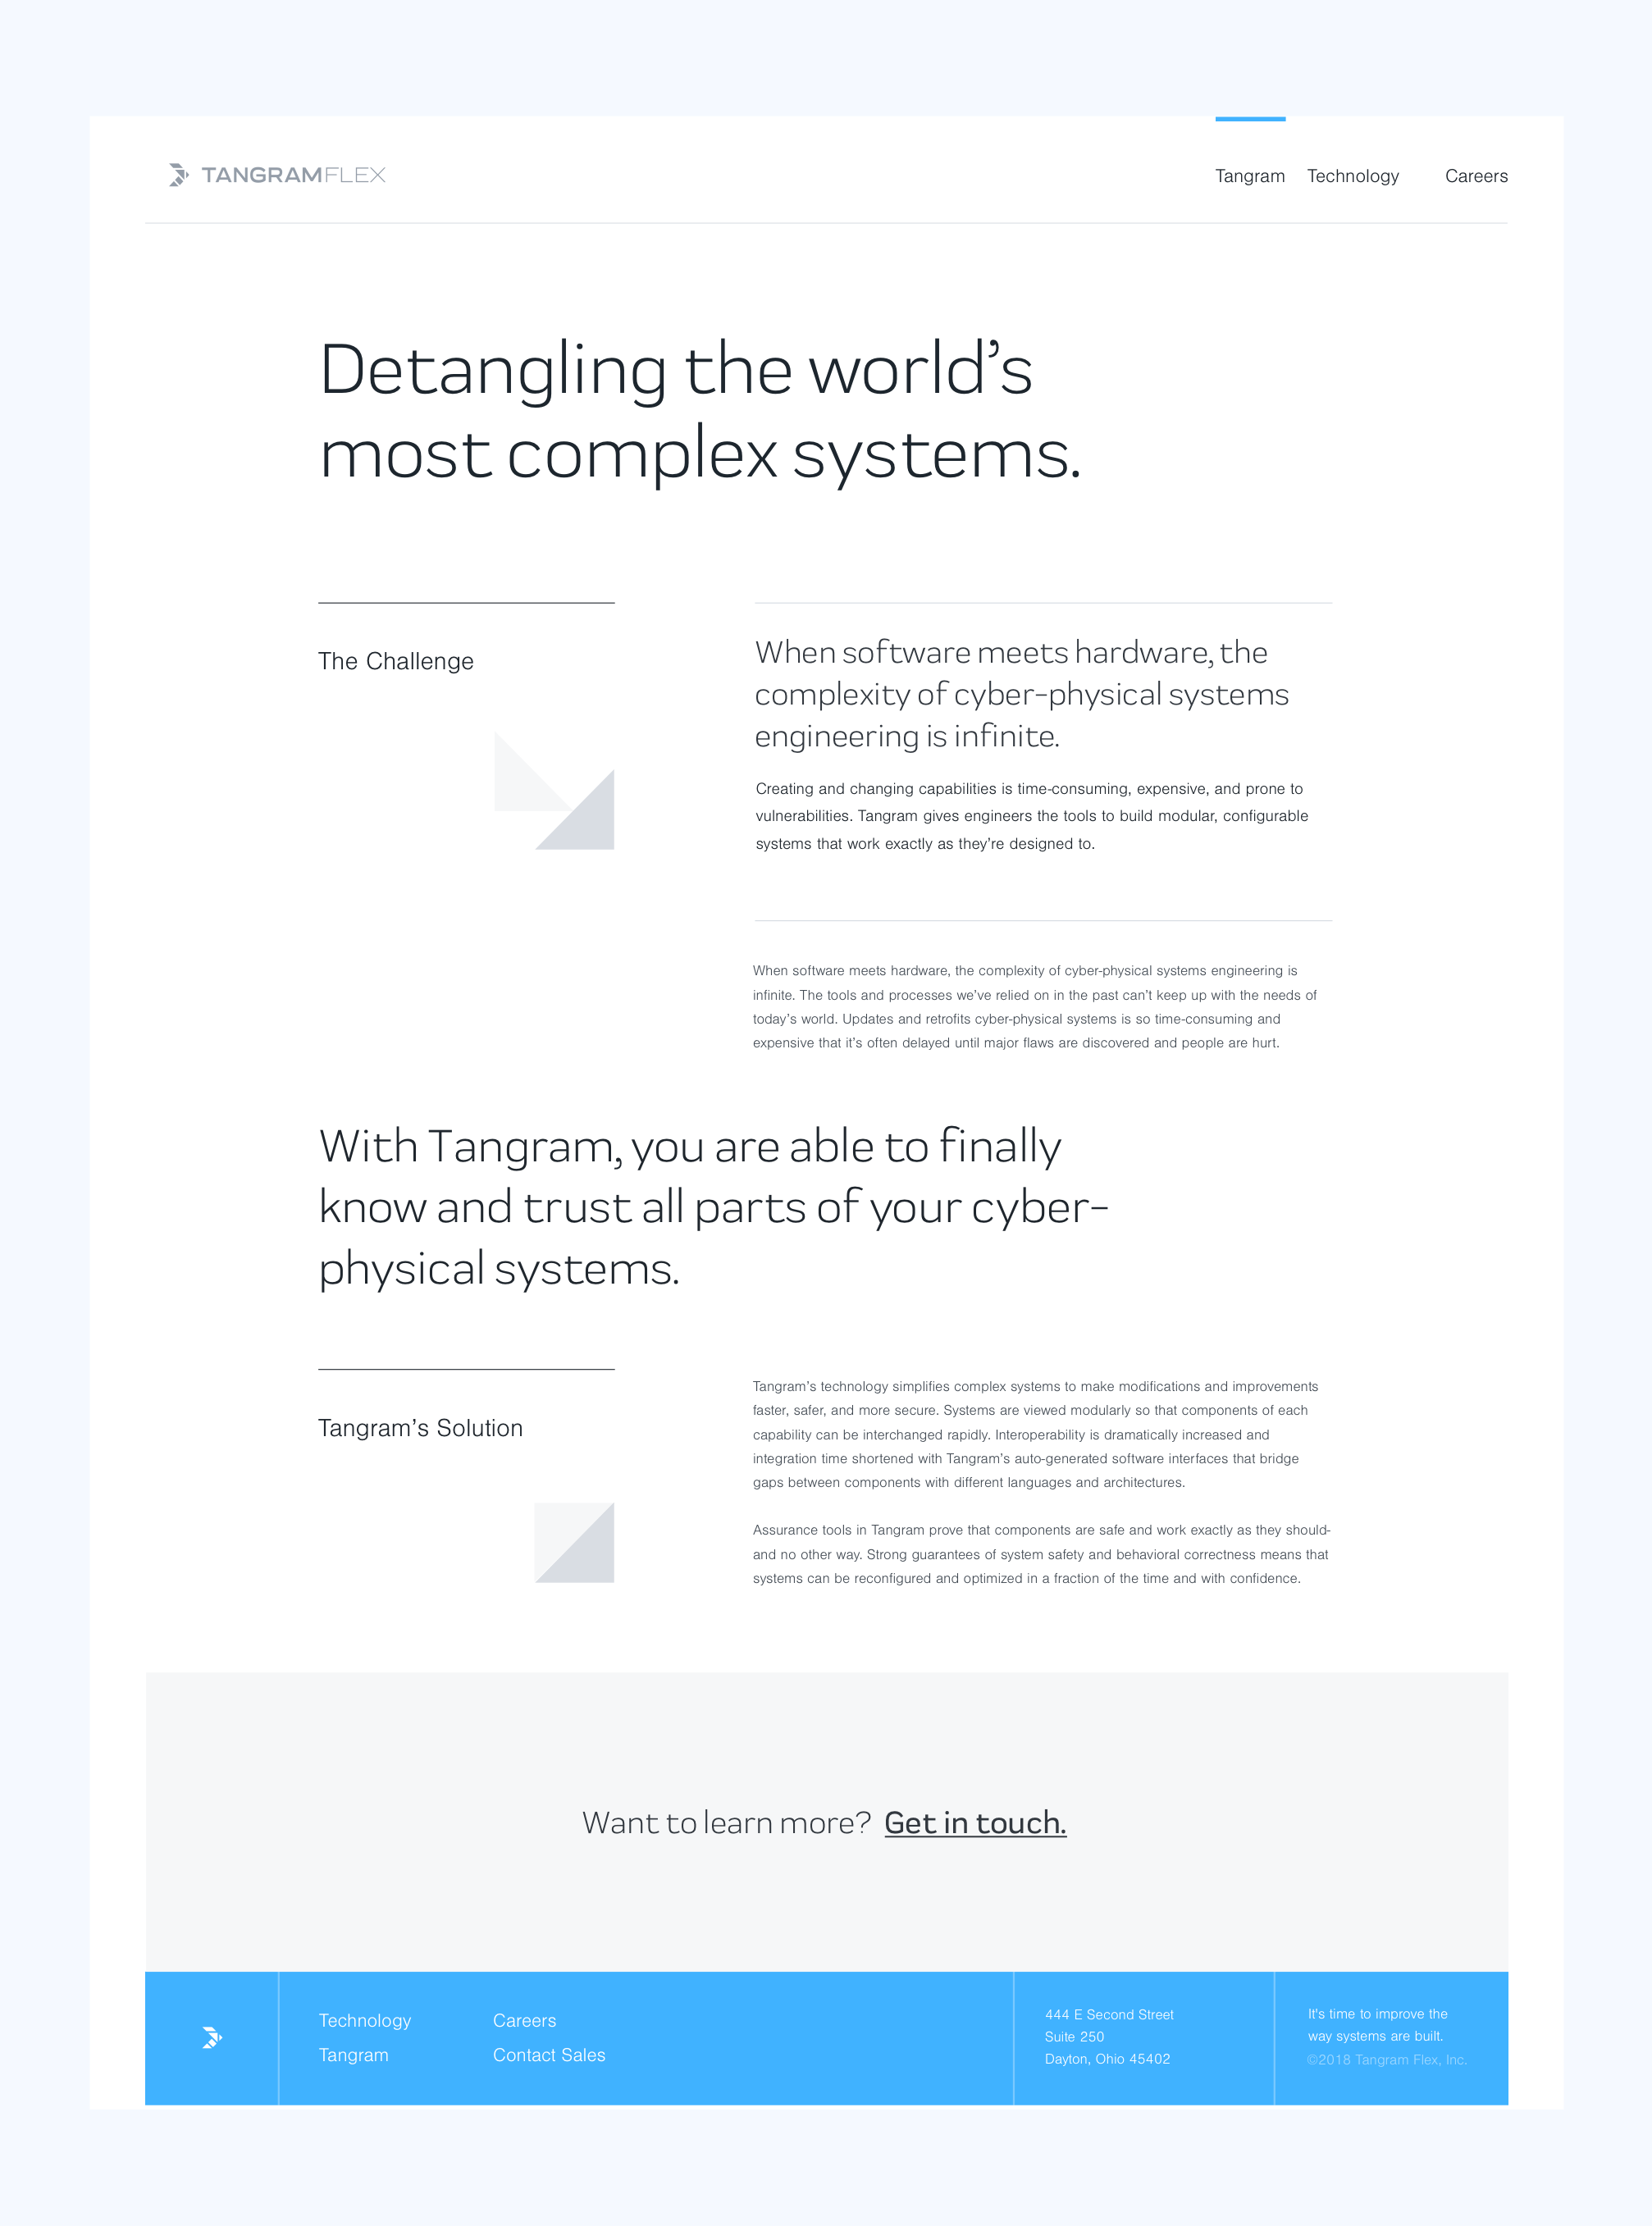 TANGRAMFLEX
Tangram Technology Careers
Detangling the world’s
most complex systems.
The Challenge
When software meets hardware, the
complexity of cyber-physical systems
engineering is infinite.
Creating and changing capabilities is time-consuming, expensive, and prone to
vulnerabilities. Tangram gives engineers the tools to build modular, configurable
systems that work exactly as they’re designed to.
When software meets hardware, the complexity of cyber-physical systems engineering is
infinite. The tools and processes we’ve relied on in the past can’t keep up with the needs of
today’s world. Updates and retrofits cyber-physical systems is so time-consuming and
expensive that it’s often delayed until major flaws are discovered and people are hurt.
With Tangram, you are able to finally
know and trust all parts of your cyber-
physical systems.
Tangram’s Solution
Tangram’s technology simplifies complex systems to make modifications and improvements
faster, safer, and more secure. Systems are viewed modularly so that components of each
capability can be interchanged rapidly. Interoperability is dramatically increased and
integration time shortened with Tangram’s auto-generated software interfaces that bridge
gaps between components with different languages and architectures.
Assurance tools in Tangram prove that components are safe and work exactly as they should-
and no other way. Strong guarantees of system safety and behavioral correctness means that
systems can be reconfigured and optimized in a fraction of the time and with confidence.
Want to learn more? Get in touch.
Technology
Tangram
Careers
Contact Sales
444 E Second Street
Suite 250
Dayton, Ohio 45402
It's time to improve the
way systems are built.
©2018 Tangram Flex, Inc.